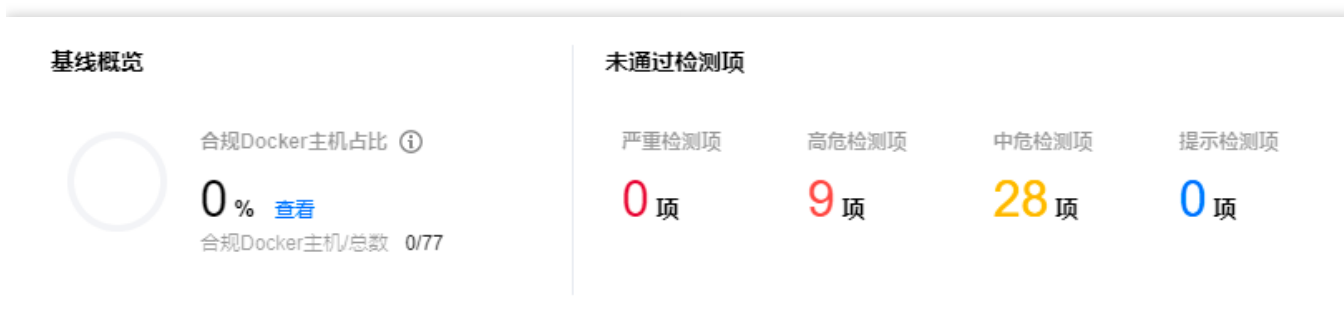 基线概览
合规Docker主机占比
0 % 查看
合规Docker主机/总数 0/77
未通过检测项
严重检测项 高危检测项 中危检测项 提示检测项
0 项 9 项 28 项 0 项